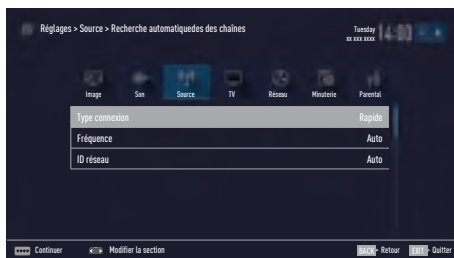 Réglages > Source > Recherche automatiquedes des chaînes
Tuesday 14:00
xx xxx xxxx
Image Son Source TV Réseau Minuterie Parental
Type connexion Rapide
Fréquence Auto
ID réseau Auto
Continuer Modifier la section BACK Retour EXIT Quitter